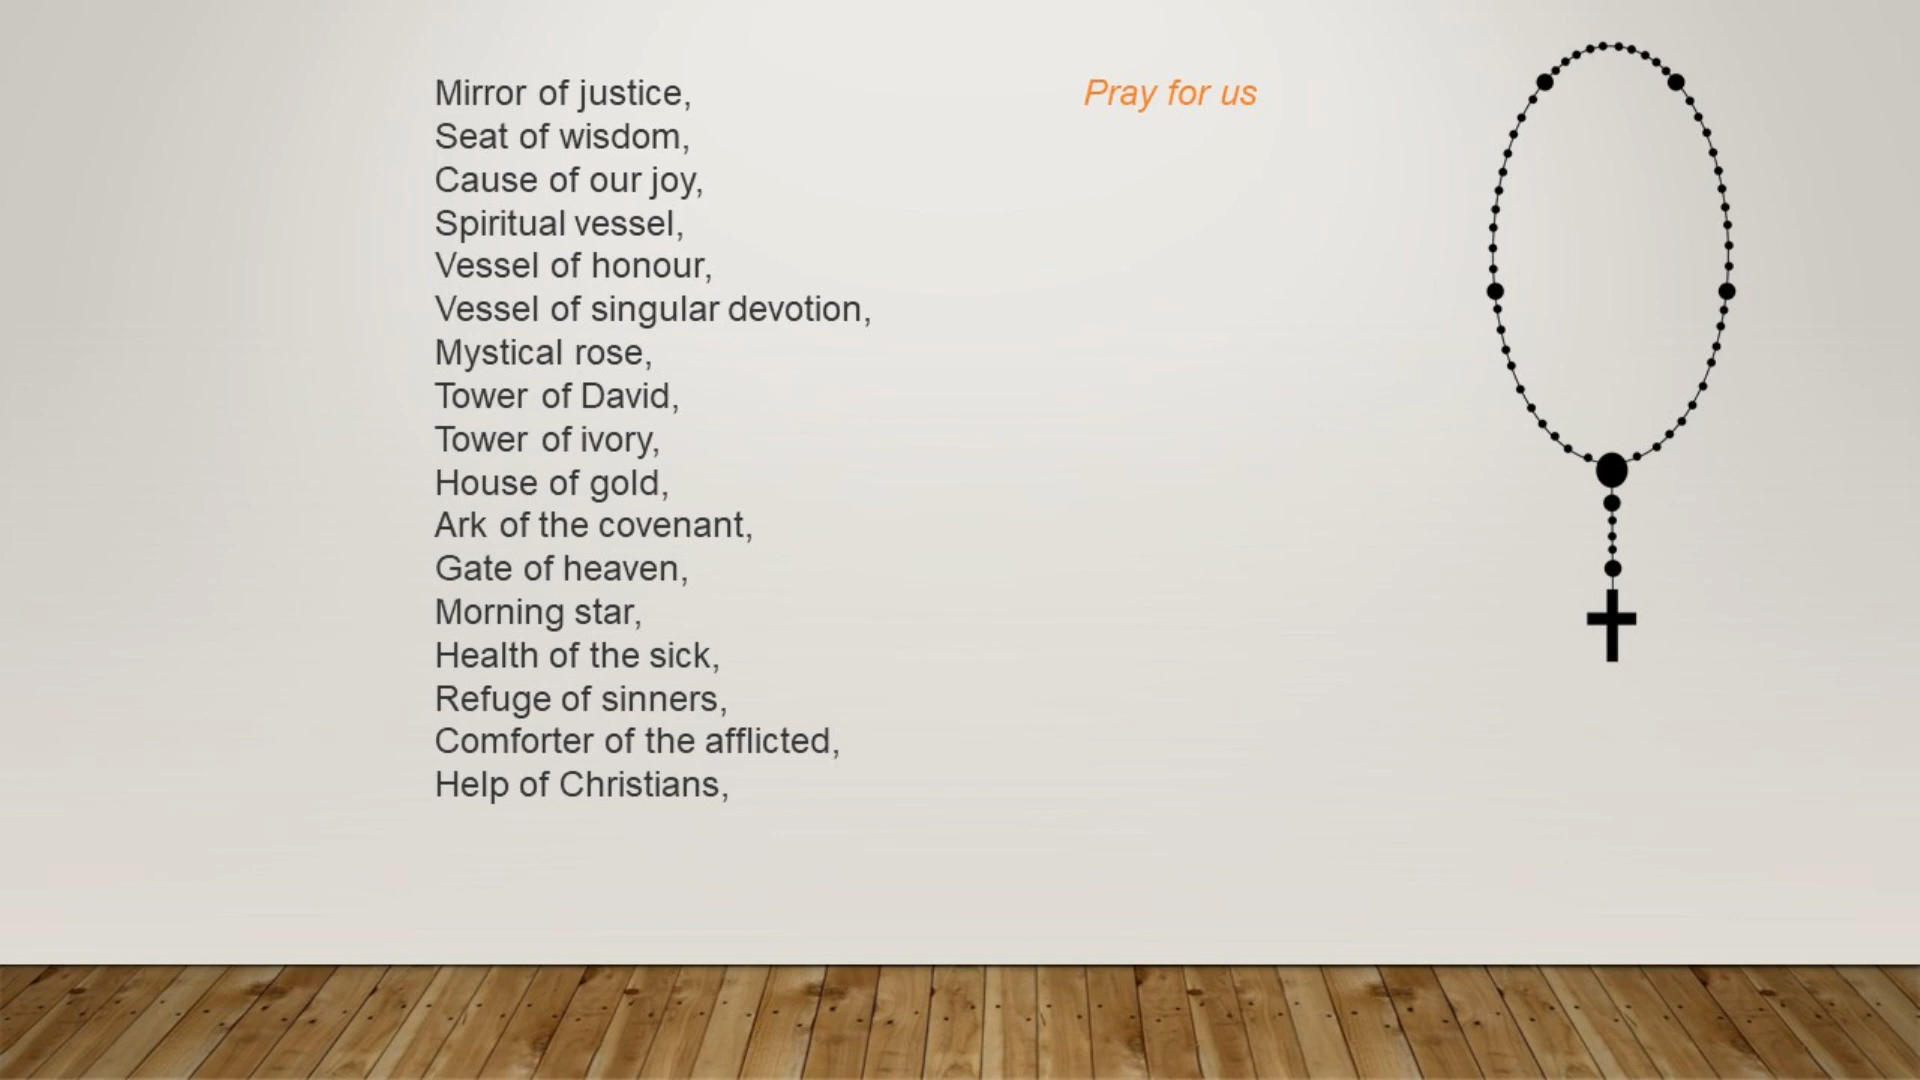 Mirror of justice, Pray for us
Seat of wisdom,
Cause of our joy,
Spiritual vessel,
Vessel of honour,
Vessel of singular devotion,
Mystical rose,
Tower of David,
Tower of ivory,
House of gold,
Ark of the covenant,
Gate of heaven,
Morning star,
Health of the sick,
Refuge of sinners,
Comforter of the afflicted,
Help of Christians,